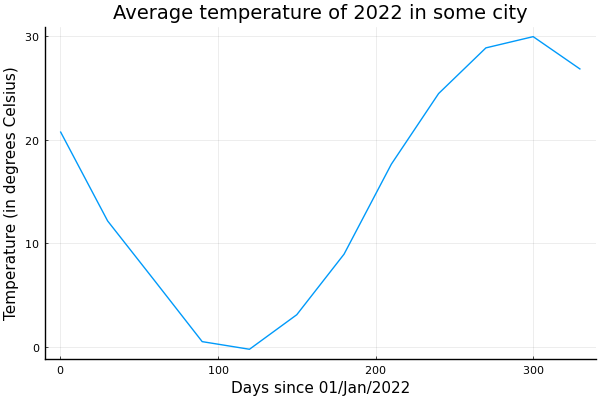 Average temperature of 2022 in some city
Temperature (in degrees Celsius)
30
20
10
0
0 100 200 300
Days since 01/Jan/2022